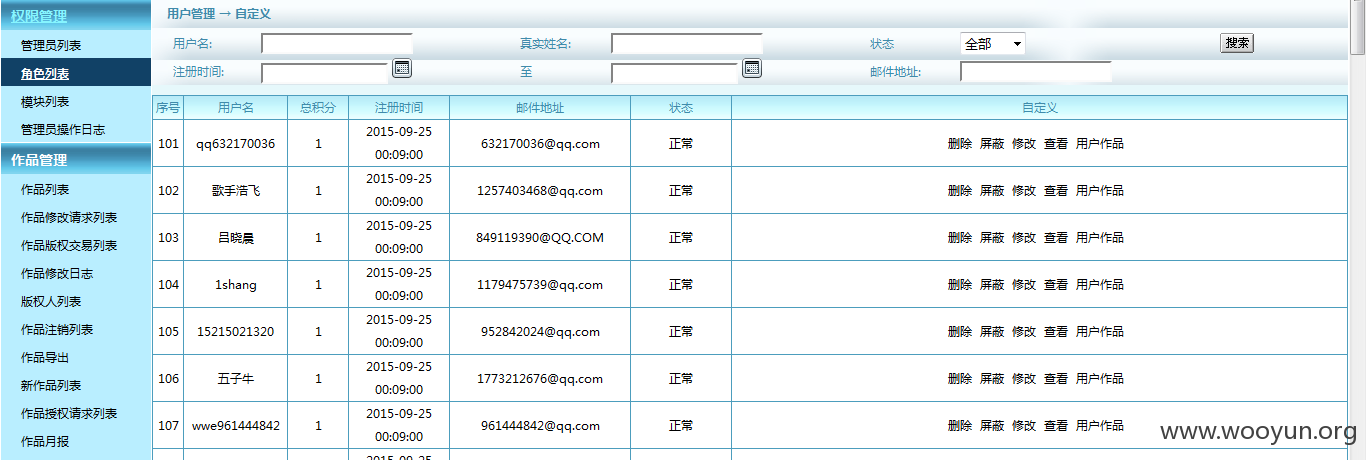 权限管理
管理员列表
角色列表
模块列表
管理员操作日志
作品管理
作品列表
作品修改请求列表
作品版权交易列表
作品修改日志
版权人列表
作品注销列表
作品导出
新作品列表
作品授权请求列表
作品月报
用户管理 → 自定义
用户名: 真实姓名: 状态 全部 搜索
注册时间: 至 邮件地址:
序号 用户名 总积分 注册时间 邮件地址 状态 自定义
101 qq632170036 1 2015-09-25 00:09:00 632170036@qq.com 正常 删除 屏蔽 修改 查看 用户作品
102 歌手浩飞 1 2015-09-25 00:09:00 1257403468@qq.com 正常 删除 屏蔽 修改 查看 用户作品
103 吕晓晨 1 2015-09-25 00:09:00 849119390@QQ.COM 正常 删除 屏蔽 修改 查看 用户作品
104 1shang 1 2015-09-25 00:09:00 1179475739@qq.com 正常 删除 屏蔽 修改 查看 用户作品
105 15215021320 1 2015-09-25 00:09:00 952842024@qq.com 正常 删除 屏蔽 修改 查看 用户作品
106 五子牛 1 2015-09-25 00:09:00 1773212676@qq.com 正常 删除 屏蔽 修改 查看 用户作品
107 wwe961444842 1 2015-09-25 00:09:00 961444842@qq.com 正常 删除 屏蔽 修改 查看 用户作品
www.wooyun.org